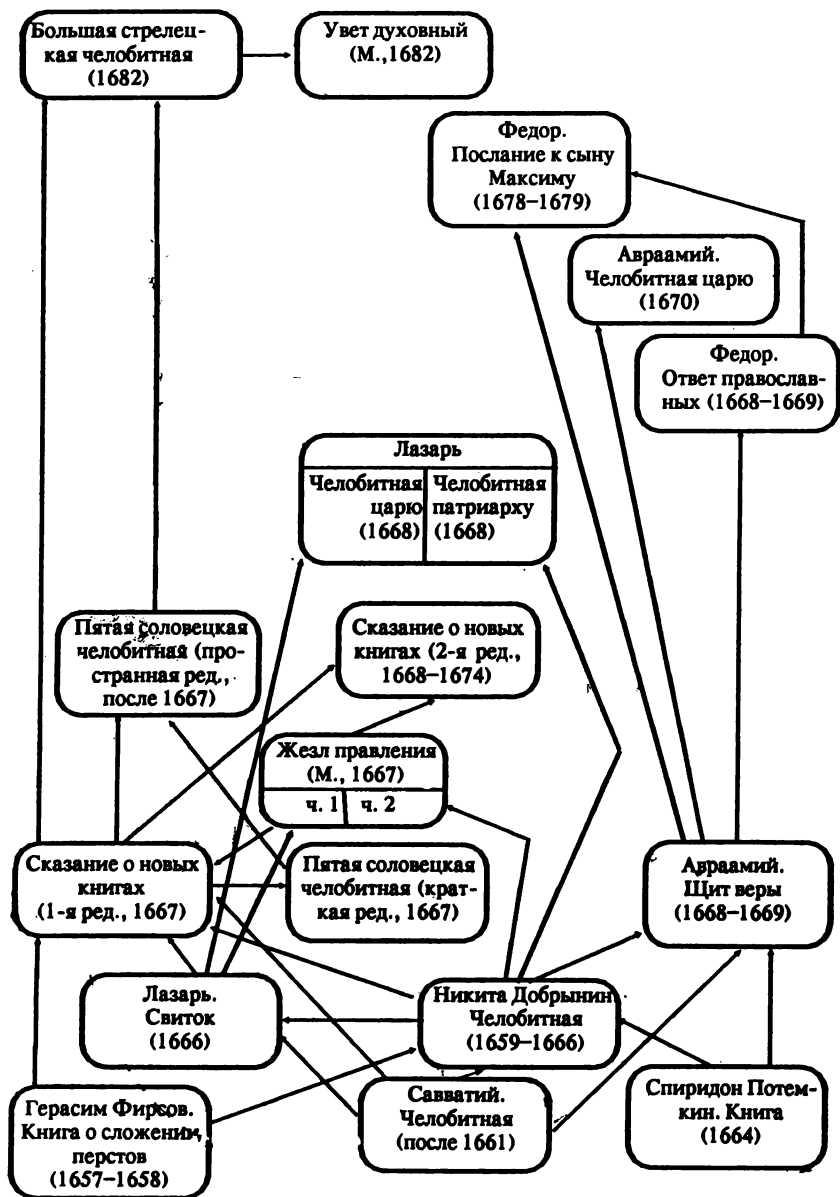 Большая стрелец-
кая челобитная
(1682)
Увет духовный
(М.,1682)
Федор.
Послание к сыну
Максиму
(1678–1679)
Авраамий.
Челобитная царю
(1670)
Федор.
Ответ православ-
ных (1668–1669)
Лазарь
Челобитная
царю
(1668)
Челобитная
патриарху
(1668)
Пятая соловецкая
челобитная (про-
странная ред.,
после 1667)
Сказание о новых
книгах (2-я ред.,
1668–1674)
Жезл правления
(М., 1667)
ч. 1
ч. 2
Сказание о новых
книгах
(1-я ред., 1667)
Пятая соловецкая
челобитная (крат-
кая ред., 1667)
Авраамий.
Щит веры
(1668–1669)
Лазарь.
Свиток
(1666)
Никита Добрынин.
Челобитная
(1659–1666)
Герасим Фирсов.
Книга о сложении
перстов
(1657–1658)
Савватий.
Челобитная
(после 1661)
Спиридон Потем-
кин. Книга
(1664)